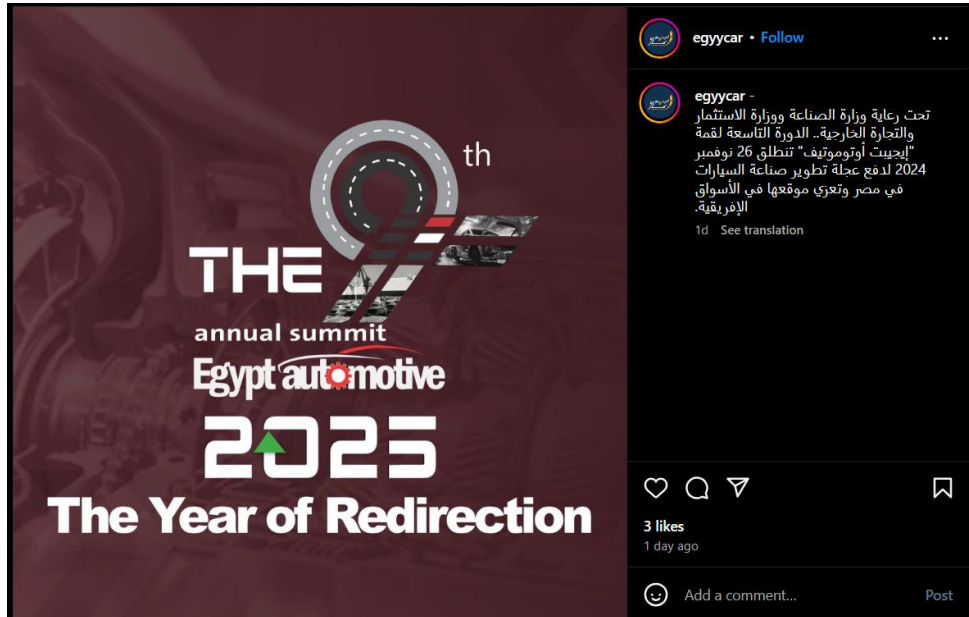 THE 9th
annual summit
Egypt automotive
2025
The Year of Redirection
egyycar • Follow
egyycar -
تحت رعاية وزارة الصناعة ووزارة الاستثمار
والتجارة الخارجية.. الدورة التاسعة لقمة
"إيجيبت أوتوموتيف" تنطلق 26 نوفمبر
2024 لدفع عجلة تطوير صناعة السيارات
في مصر وتعزي موقعها في الأسواق
الإفريقية.
1d See translation
3 likes
1 day ago
Add a comment...
Post